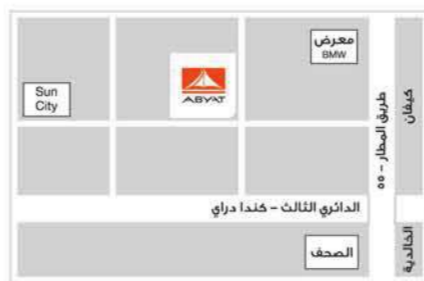 معرض
BMW
ABYAT
Sun
City
طريق المطار - ٥٥
كيفان
الدائري الثالث - كندا دراي
الصحف
الخالدية